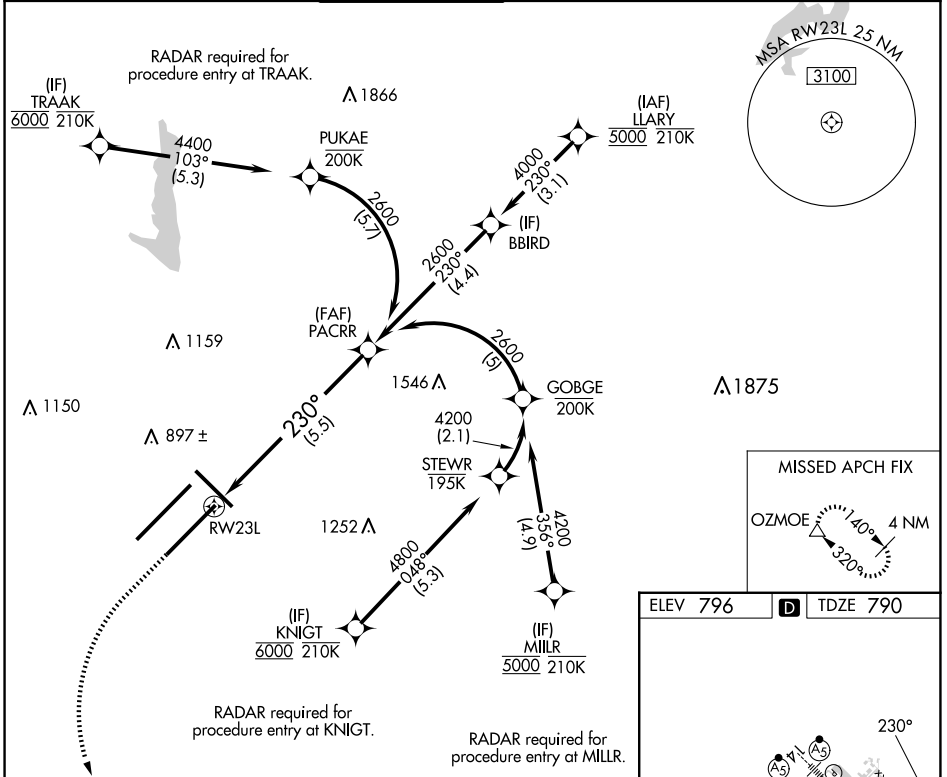 RADAR required for
procedure entry at TRAAK.
MSA RW23L 25 NM
3100
(IF)
TRAAK
6000 210K
1866
(IAF)
LLARY
5000 210K
PUKAE
200K
4400
103°
(5.3)
4000
230°
(3.1)
2600
(5.7)
(IF)
BBIRD
2600
230°
(4.4)
(FAF)
PACRR
1159
2600
(5)
1546
GOBGE
200K
1875
1150
230°
(5.5)
4200
(2.1)
897 ±
STEWR
195K
MISSED APCH FIX
OZMOE
140°
4 NM
320°
RW23L
1252
4200
356°
(4.9)
4800
048°
(5.3)
(IF)
KNIGT
6000 210K
(IF)
MIILR
5000 210K
ELEV 796
D
TDZE 790
RADAR required for
procedure entry at KNIGT.
RADAR required for
procedure entry at MILLR.
230°
A5
A5
14